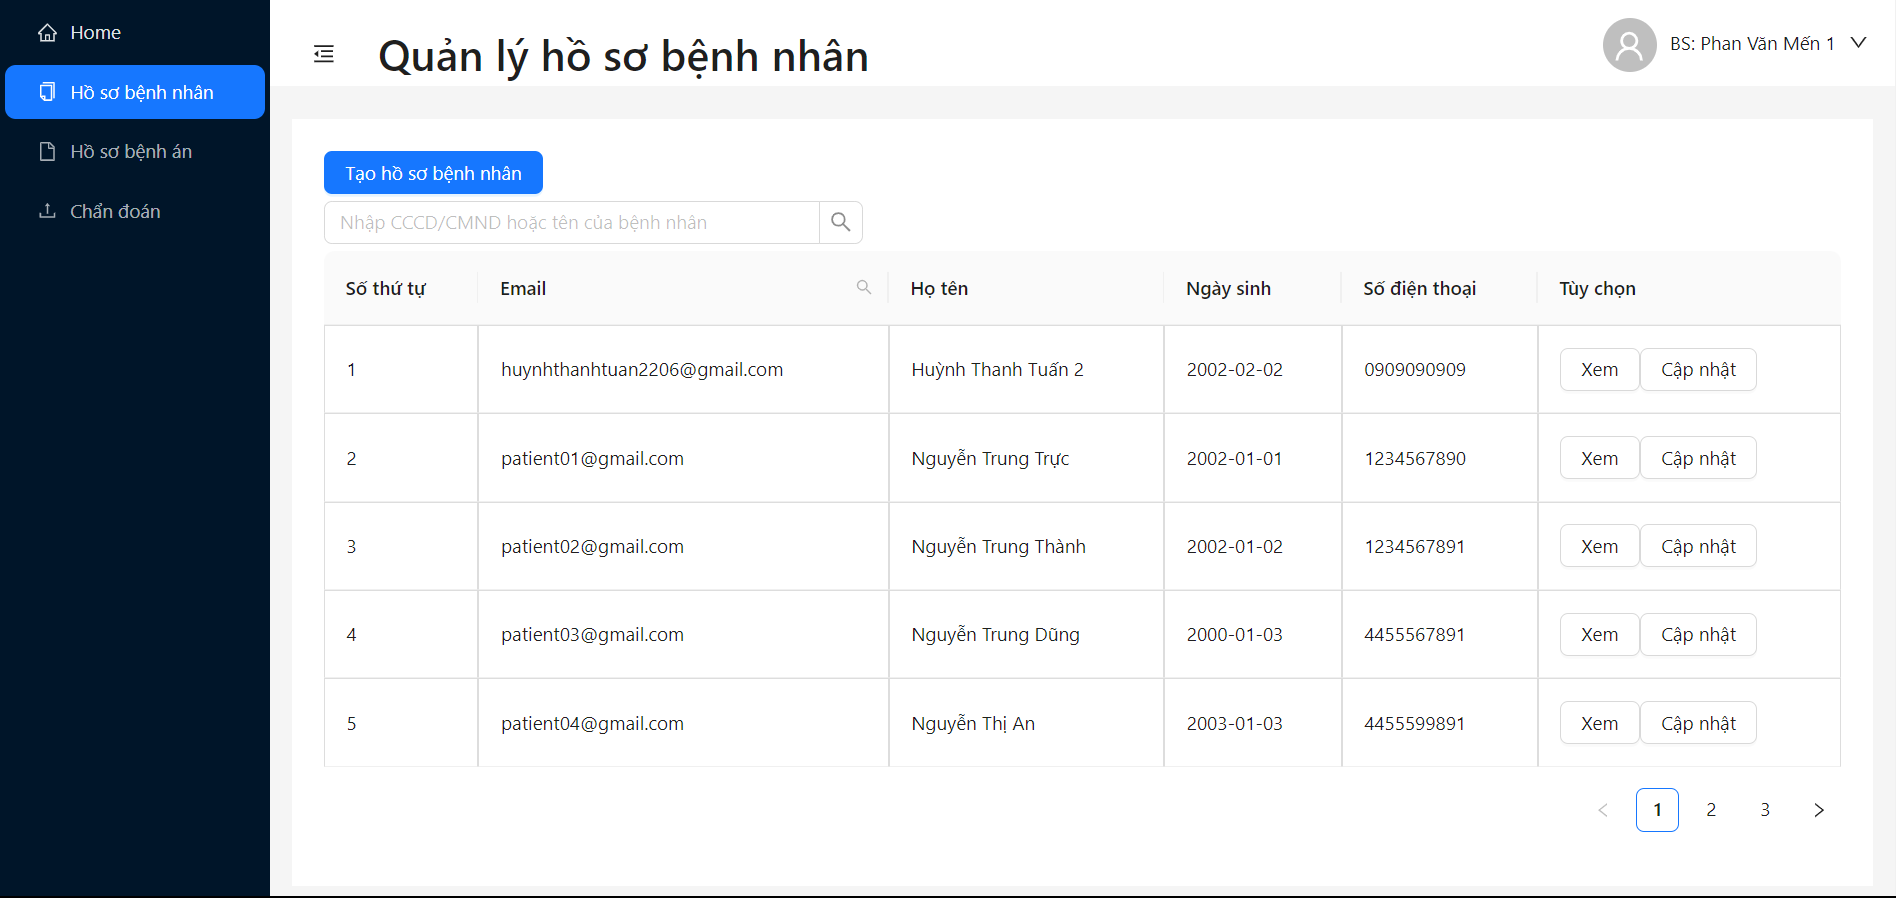 Home
Hồ sơ bệnh nhân
Hồ sơ bệnh án
Chẩn đoán
Quản lý hồ sơ bệnh nhân
BS: Phan Văn Mến 1
Tạo hồ sơ bệnh nhân
Nhập CCCD/CMND hoặc tên của bệnh nhân
Số thứ tự Email Họ tên Ngày sinh Số điện thoại Tùy chọn
1 huynhthanhtuan2206@gmail.com Huỳnh Thanh Tuấn 2 2002-02-02 0909090909 Xem Cập nhật
2 patient01@gmail.com Nguyễn Trung Trực 2002-01-01 1234567890 Xem Cập nhật
3 patient02@gmail.com Nguyễn Trung Thành 2002-01-02 1234567891 Xem Cập nhật
4 patient03@gmail.com Nguyễn Trung Dũng 2000-01-03 4455567891 Xem Cập nhật
5 patient04@gmail.com Nguyễn Thị An 2003-01-03 4455599891 Xem Cập nhật
1 2 3